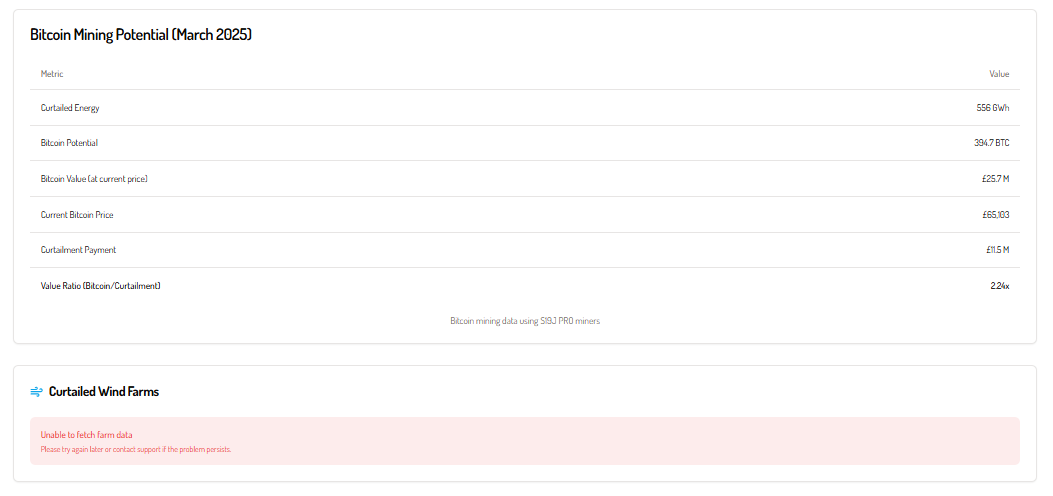 Bitcoin Mining Potential (March 2025)
Metric Value
Curtailed Energy 556 GWh
Bitcoin Potential 394.7 BTC
Bitcoin Value (at current price) £25.7 M
Current Bitcoin Price £65,103
Curtailment Payment £11.5 M
Value Ratio (Bitcoin/Curtailment) 2.24x
Bitcoin mining data using S19J PRO miners
Curtailed Wind Farms
Unable to fetch farm data
Please try again later or contact support if the problem persists.